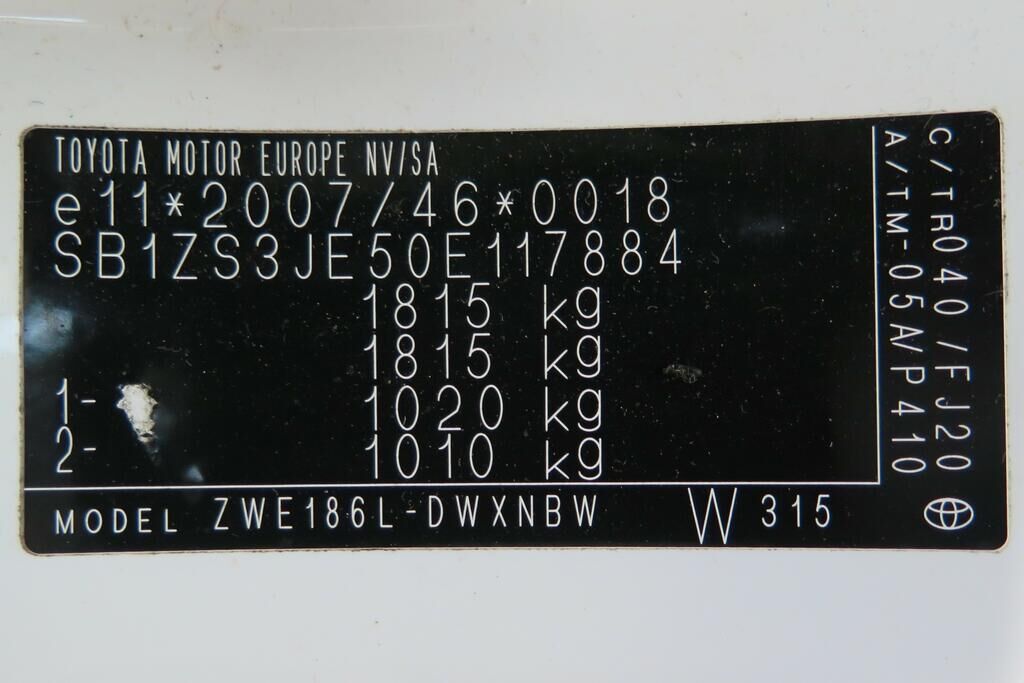 TOYOTA MOTOR EUROPE NV/SA
e11*2007/46*0018
SB1ZS3JE50E117884
1815 kg
1815 kg
1- 1020 kg
2- 1010 kg
MODEL ZWE186L-DWXNBW W 315
C/TR040/FJ20
A/TM-05A/P410